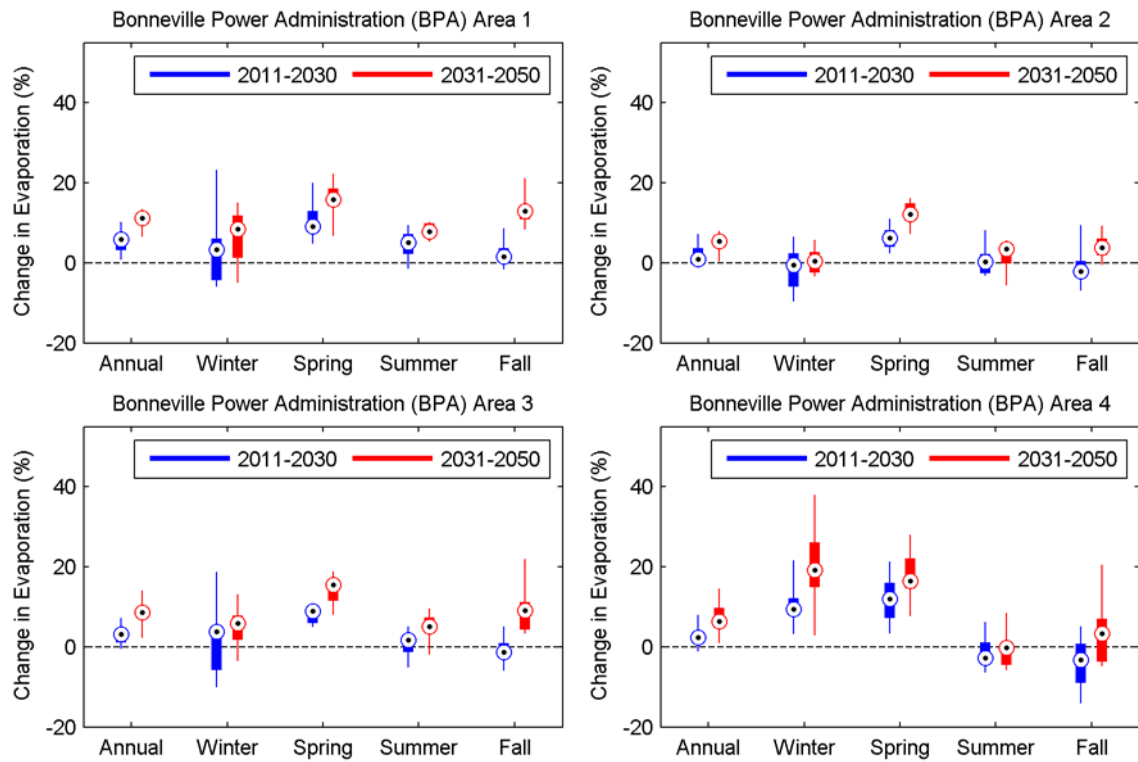 Bonneville Power Administration (BPA) Area 1
Change in Evaporation (%)
40
20
0
-20
2011-2030
2031-2050
Annual
Winter
Spring
Summer
Fall
Bonneville Power Administration (BPA) Area 2
Change in Evaporation (%)
40
20
0
-20
2011-2030
2031-2050
Annual
Winter
Spring
Summer
Fall
Bonneville Power Administration (BPA) Area 3
Change in Evaporation (%)
40
20
0
-20
2011-2030
2031-2050
Annual
Winter
Spring
Summer
Fall
Bonneville Power Administration (BPA) Area 4
Change in Evaporation (%)
40
20
0
-20
2011-2030
2031-2050
Annual
Winter
Spring
Summer
Fall